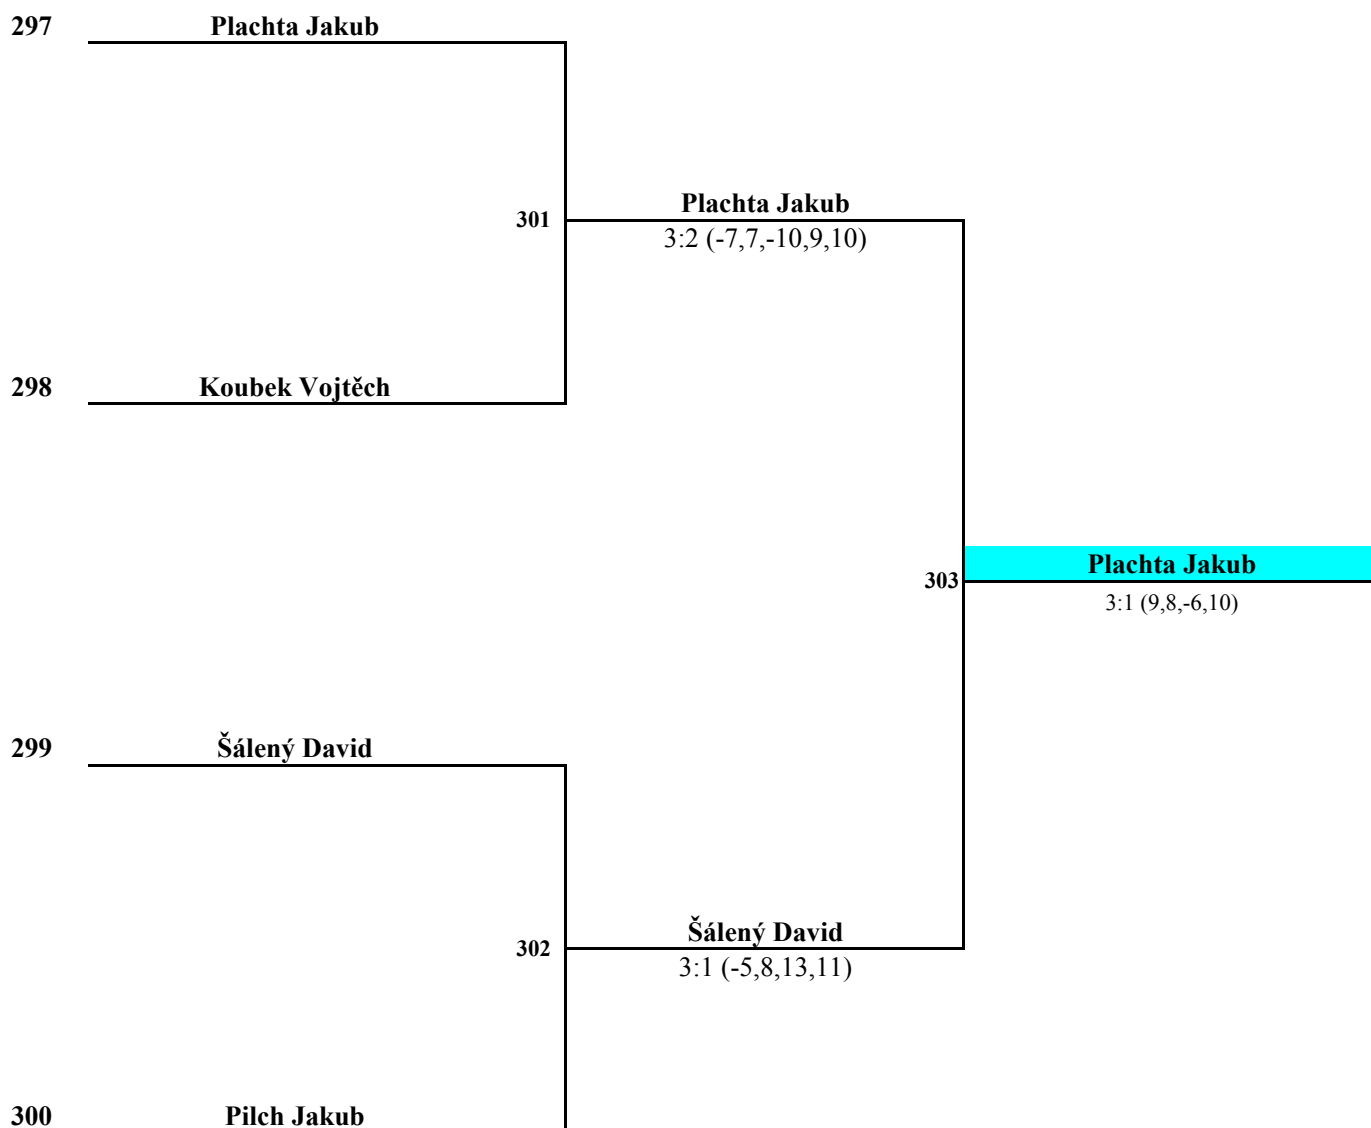 297 Plachta Jakub
Plachta Jakub
301
3:2 (-7,7,-10,9,10)
298 Koubek Vojtěch
Plachta Jakub
303
3:1 (9,8,-6,10)
299 Šálený David
Šálený David
302
3:1 (-5,8,13,11)
300 Pilch Jakub